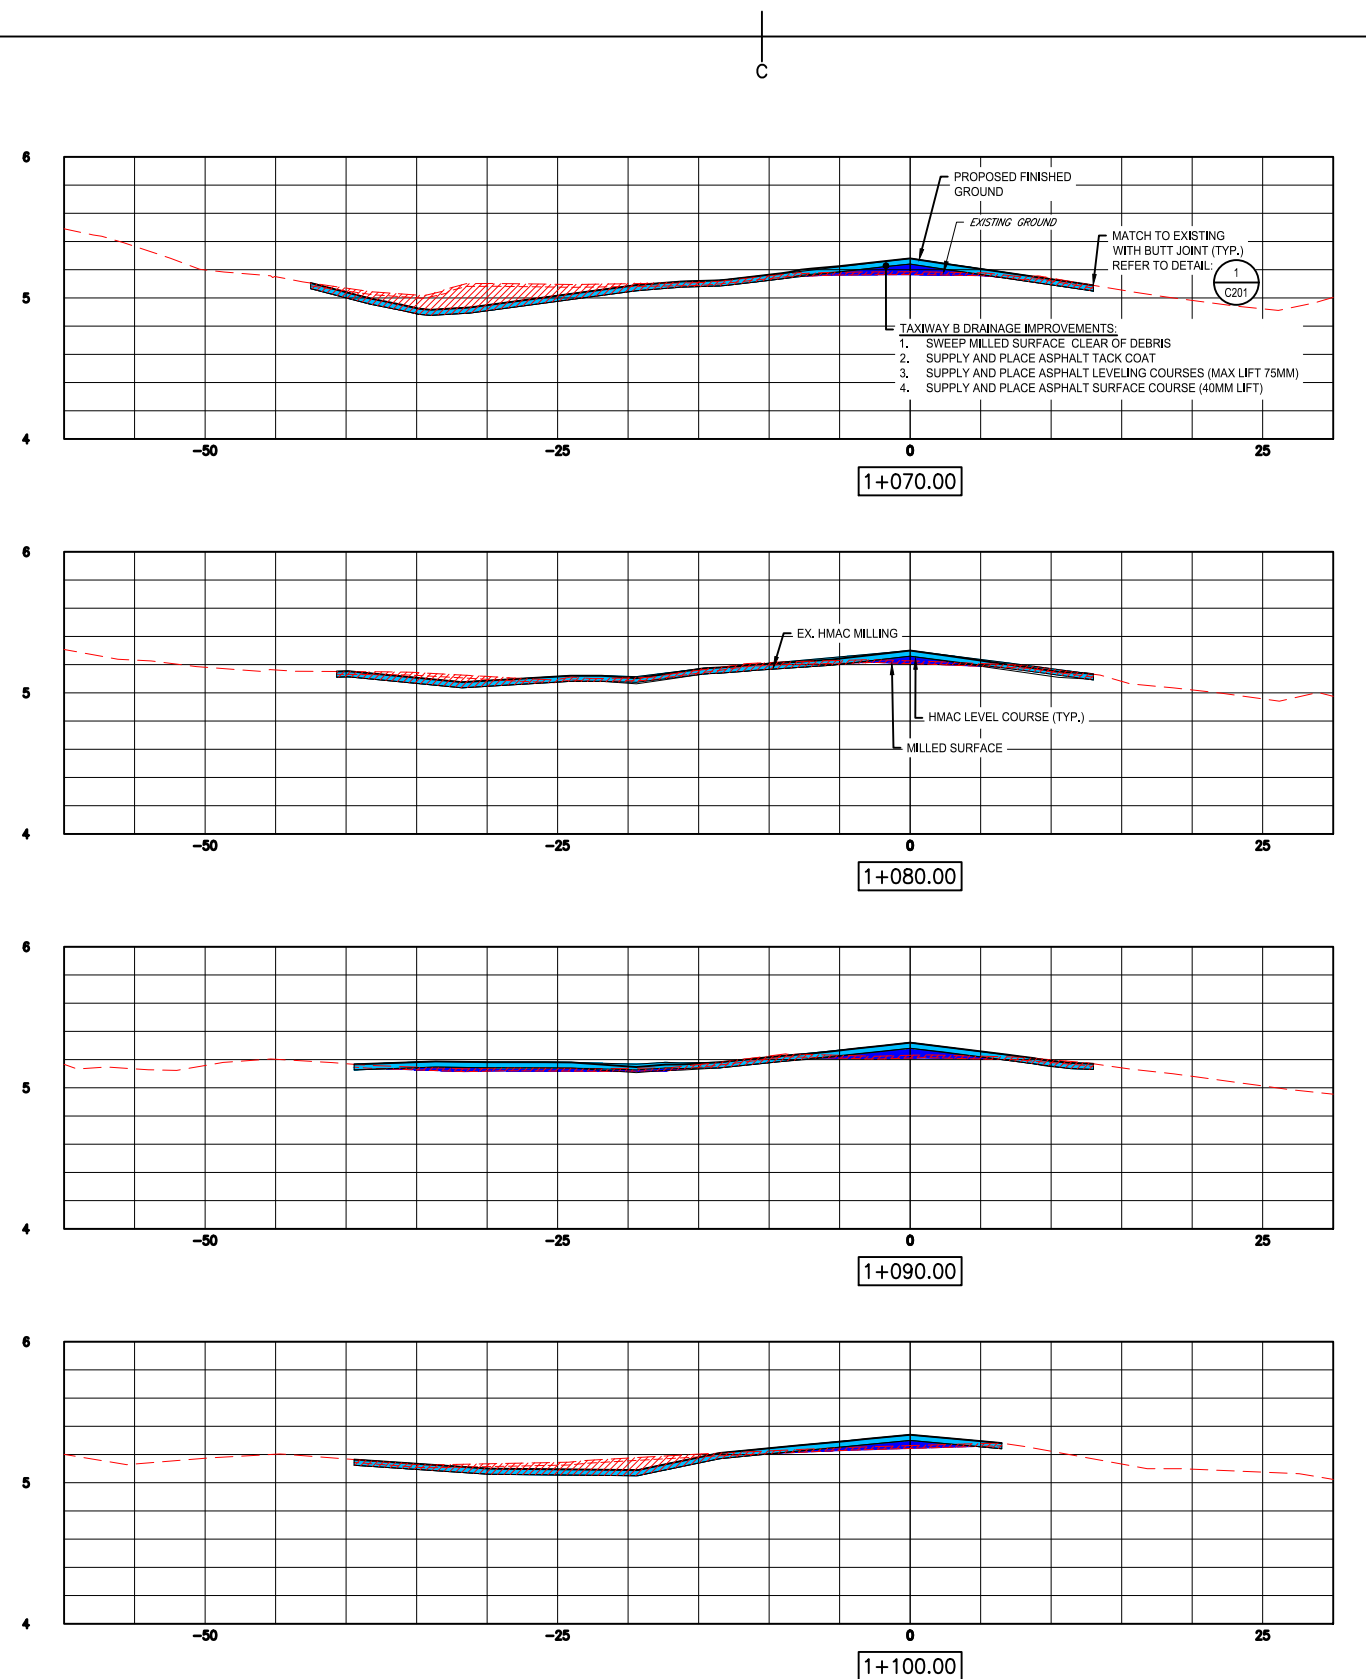 C
6
PROPOSED FINISHED
GROUND
EXISTING GROUND
MATCH TO EXISTING
WITH BUTT JOINT (TYP.)
REFER TO DETAIL:
1
C201
5
TAXIWAY B DRAINAGE IMPROVEMENTS:
1. SWEEP MILLED SURFACE CLEAR OF DEBRIS
2. SUPPLY AND PLACE ASPHALT TACK COAT
3. SUPPLY AND PLACE ASPHALT LEVELING COURSES (MAX LIFT 75MM)
4. SUPPLY AND PLACE ASPHALT SURFACE COURSE (40MM LIFT)
4
-50 -25 0 25
1+070.00
6
EX. HMAC MILLING
5
HMAC LEVEL COURSE (TYP.)
MILLED SURFACE
4
-50 -25 0 25
1+080.00
6
5
4
-50 -25 0 25
1+090.00
6
5
4
-50 -25 0 25
1+100.00